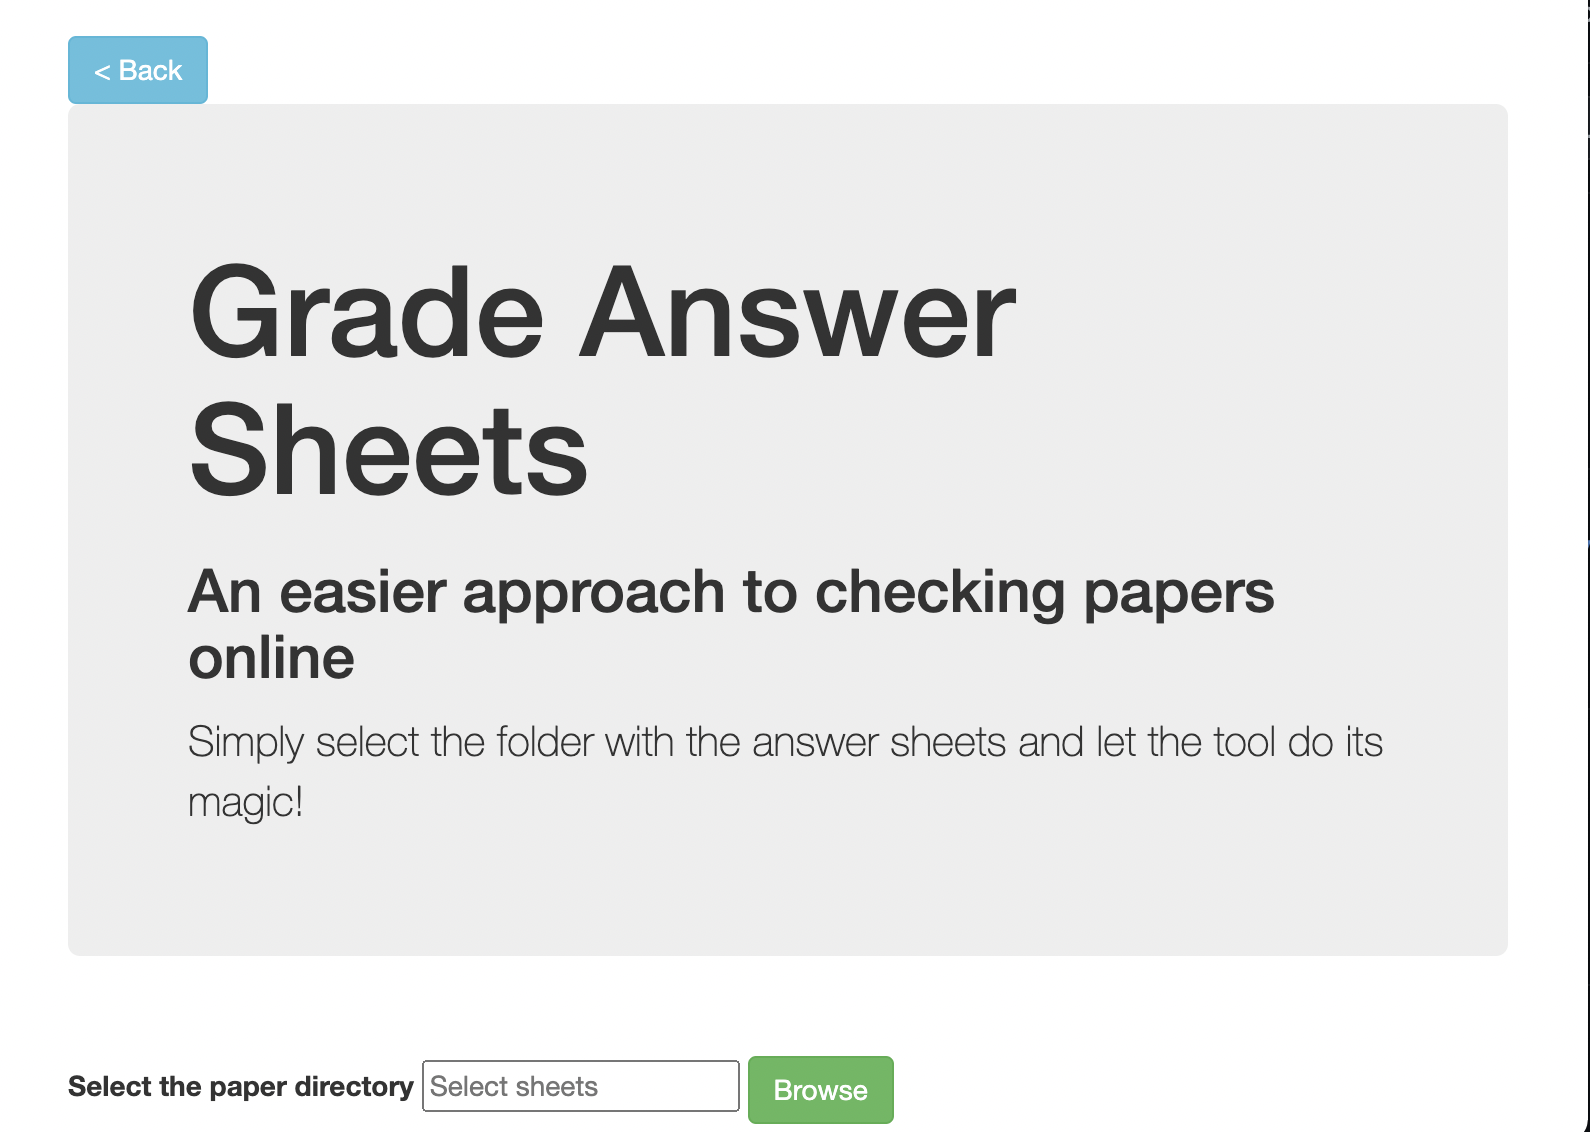 < Back
Grade Answer
Sheets
An easier approach to checking papers
online
Simply select the folder with the answer sheets and let the tool do its
magic!
Select the paper directory Select sheets Browse